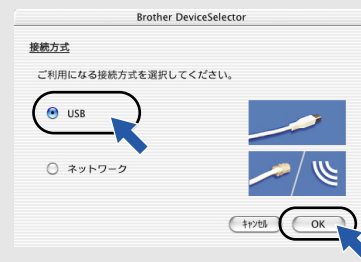 Brother DeviceSelector
接続方式
ご利用になる接続方式を選択してください。
USB
ネットワーク
キャンセル
OK